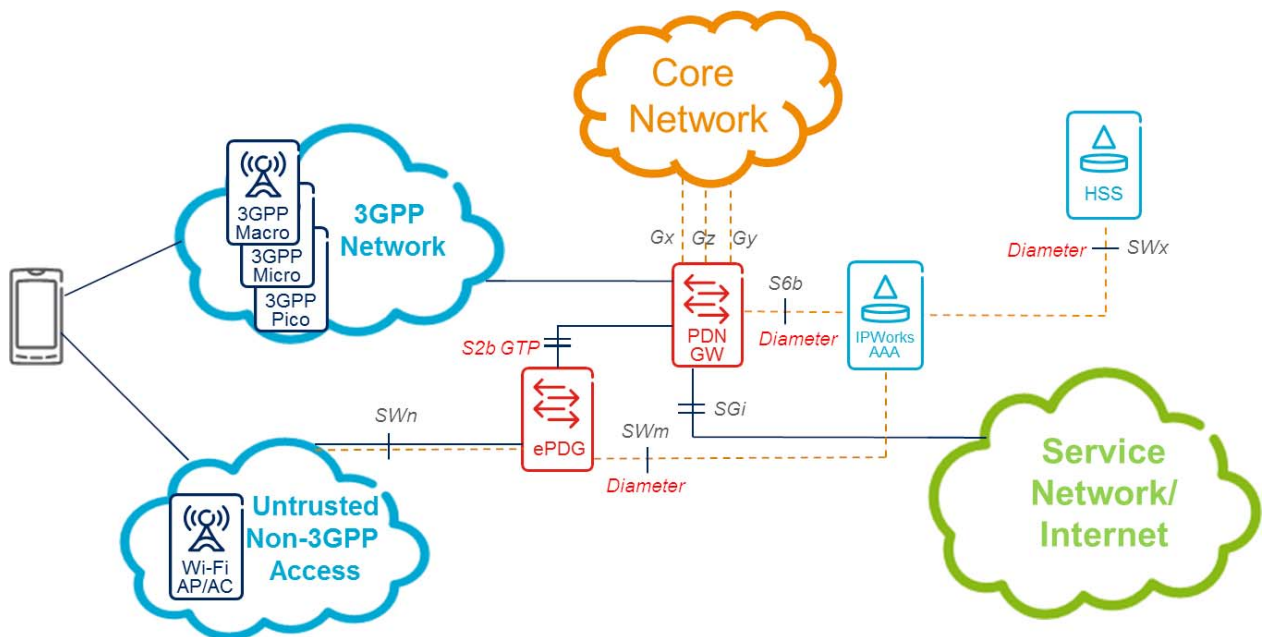 Core
Network
HSS
3GPP
Macro
3GPP
Micro
3GPP
Pico
3GPP
Network
Gx
Gz
Gy
Diameter
SWx
S6b
Diameter
PDN
GW
IPWorks
AAA
S2b GTP
SGi
ePDG
SWn
SWm
Diameter
Service
Network/
Internet
Untrusted
Non-3GPP
Access
Wi-Fi
AP/AC